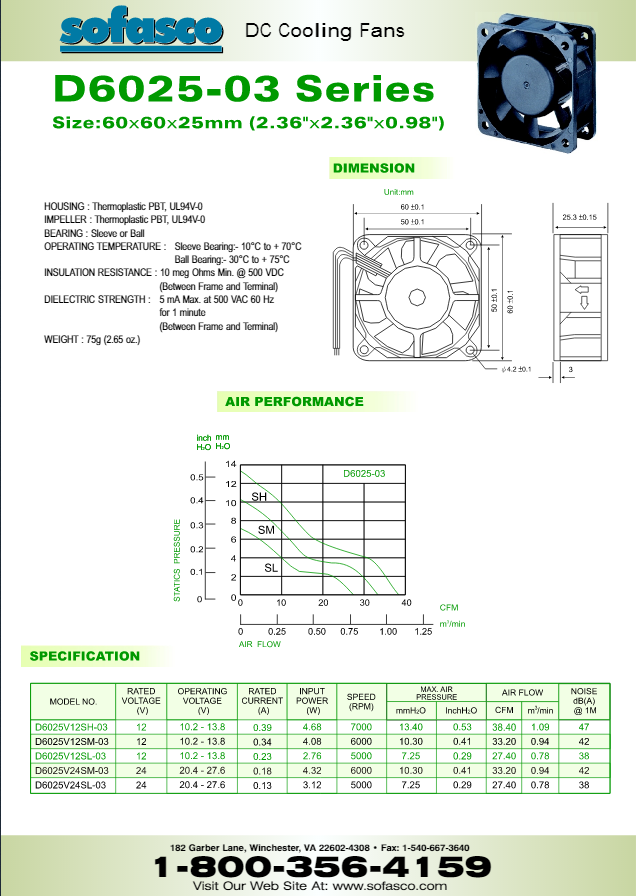 sofasco DC Cooling Fans
D6025-03 Series
Size:60×60×25mm (2.36"×2.36"×0.98")
DIMENSION
Unit:mm
60 ±0.1
50 ±0.1
25.3 ±0.15
50 ±0.1
60 ±0.1
φ4.2 ±0.1
3
HOUSING : Thermoplastic PBT, UL94V-0
IMPELLER : Thermoplastic PBT, UL94V-0
BEARING : Sleeve or Ball
OPERATING TEMPERATURE : Sleeve Bearing:- 10°C to + 70°C
Ball Bearing:- 30°C to + 75°C
INSULATION RESISTANCE : 10 meg Ohms Min. @ 500 VDC
(Between Frame and Terminal)
DIELECTRIC STRENGTH : 5 mA Max. at 500 VAC 60 Hz
for 1 minute
(Between Frame and Terminal)
WEIGHT : 75g (2.65 oz.)
AIR PERFORMANCE
inch mm
H₂O H₂O
14
D6025-03
0.5 12
0.4 10
SH
0.3 8
SM
6
0.2 4
SL
0.1 2
0 0
STATICS PRESSURE
0 10 20 30 40
CFM
0 0.25 0.50 0.75 1.00 1.25
m³/min
AIR FLOW
SPECIFICATION
MODEL NO. RATED VOLTAGE (V) OPERATING VOLTAGE (V) RATED CURRENT (A) INPUT POWER (W) SPEED (RPM) MAX. AIR PRESSURE AIR FLOW NOISE dB(A) @ 1M
mmH₂O InchH₂O CFM m³/min
D6025V12SH-03 12 10.2 - 13.8 0.39 4.68 7000 13.40 0.53 38.40 1.09 47
D6025V12SM-03 12 10.2 - 13.8 0.34 4.08 6000 10.30 0.41 33.20 0.94 42
D6025V12SL-03 12 10.2 - 13.8 0.23 2.76 5000 7.25 0.29 27.40 0.78 38
D6025V24SM-03 24 20.4 - 27.6 0.18 4.32 6000 10.30 0.41 33.20 0.94 42
D6025V24SL-03 24 20.4 - 27.6 0.13 3.12 5000 7.25 0.29 27.40 0.78 38
182 Garber Lane, Winchester, VA 22602-4308 • Fax: 1-540-667-3640
1-800-356-4159
Visit Our Web Site At: www.sofasco.com